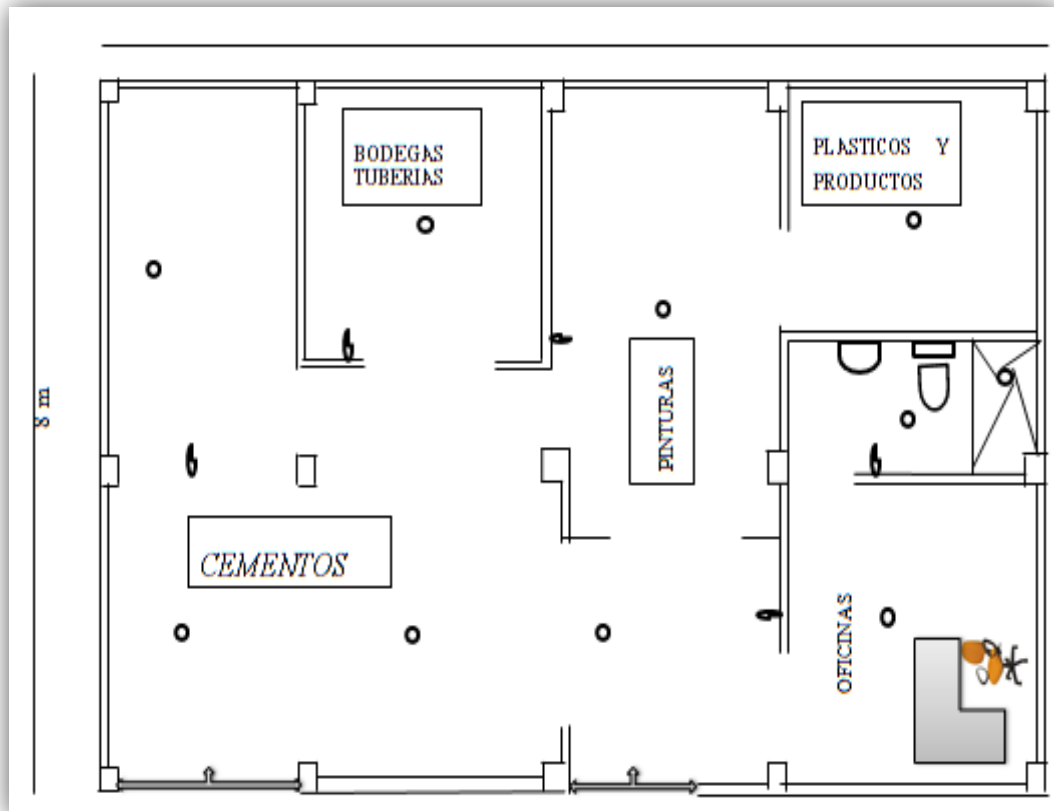 BODEGAS
TUBERIAS
PLASTICOS Y
PRODUCTOS
8 m
PINTURAS
CEMENTOS
OFICINAS